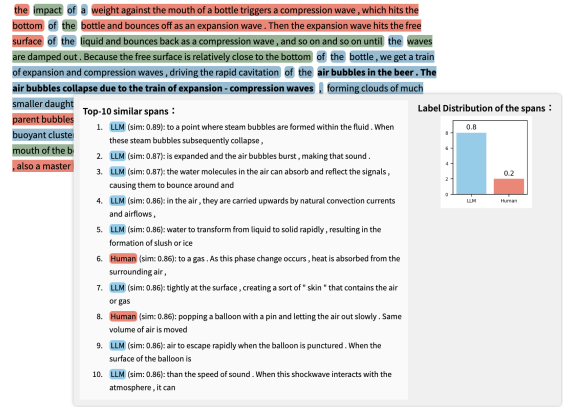 the impact of a weight against the mouth of a bottle triggers a compression wave , which hits the
bottom of the bottle and bounces off as an expansion wave . Then the expansion wave hits the free
surface of the liquid and bounces back as a compression wave , and so on and so on until the waves
are damped out . Because the free surface is relatively close to the bottom of the bottle , we get a train
of expansion and compression waves , driving the rapid cavitation of the air bubbles in the beer . The
air bubbles collapse due to the train of expansion - compression waves , forming clouds of much
smaller daught
parent bubbles
buoyant cluste
mouth of the b
, also a master
Top-10 similar spans :
1. LLM (sim: 0.89): to a point where steam bubbles are formed within the fluid . When
these steam bubbles subsequently collapse ,
2. LLM (sim: 0.87): is expanded and the air bubbles burst , making that sound .
3. LLM (sim: 0.87): the water molecules in the air can absorb and reflect the signals ,
causing them to bounce around and
4. LLM (sim: 0.86): in the air , they are carried upwards by natural convection currents
and airflows ,
5. LLM (sim: 0.86): water to transform from liquid to solid rapidly , resulting in the
formation of slush or ice
6. Human (sim: 0.86): to a gas . As this phase change occurs , heat is absorbed from the
surrounding air ,
7. LLM (sim: 0.86): tightly at the surface , creating a sort of " skin " that contains the air
or gas
8. Human (sim: 0.86): popping a balloon with a pin and letting the air out slowly . Same
volume of air is moved
9. LLM (sim: 0.86): air to escape rapidly when the balloon is punctured . When the
surface of the balloon is
10. LLM (sim: 0.86): than the speed of sound . When this shockwave interacts with the
atmosphere , it can
Label Distribution of the spans :
0.8
8
6
4
0.2
2
0
LLM Human